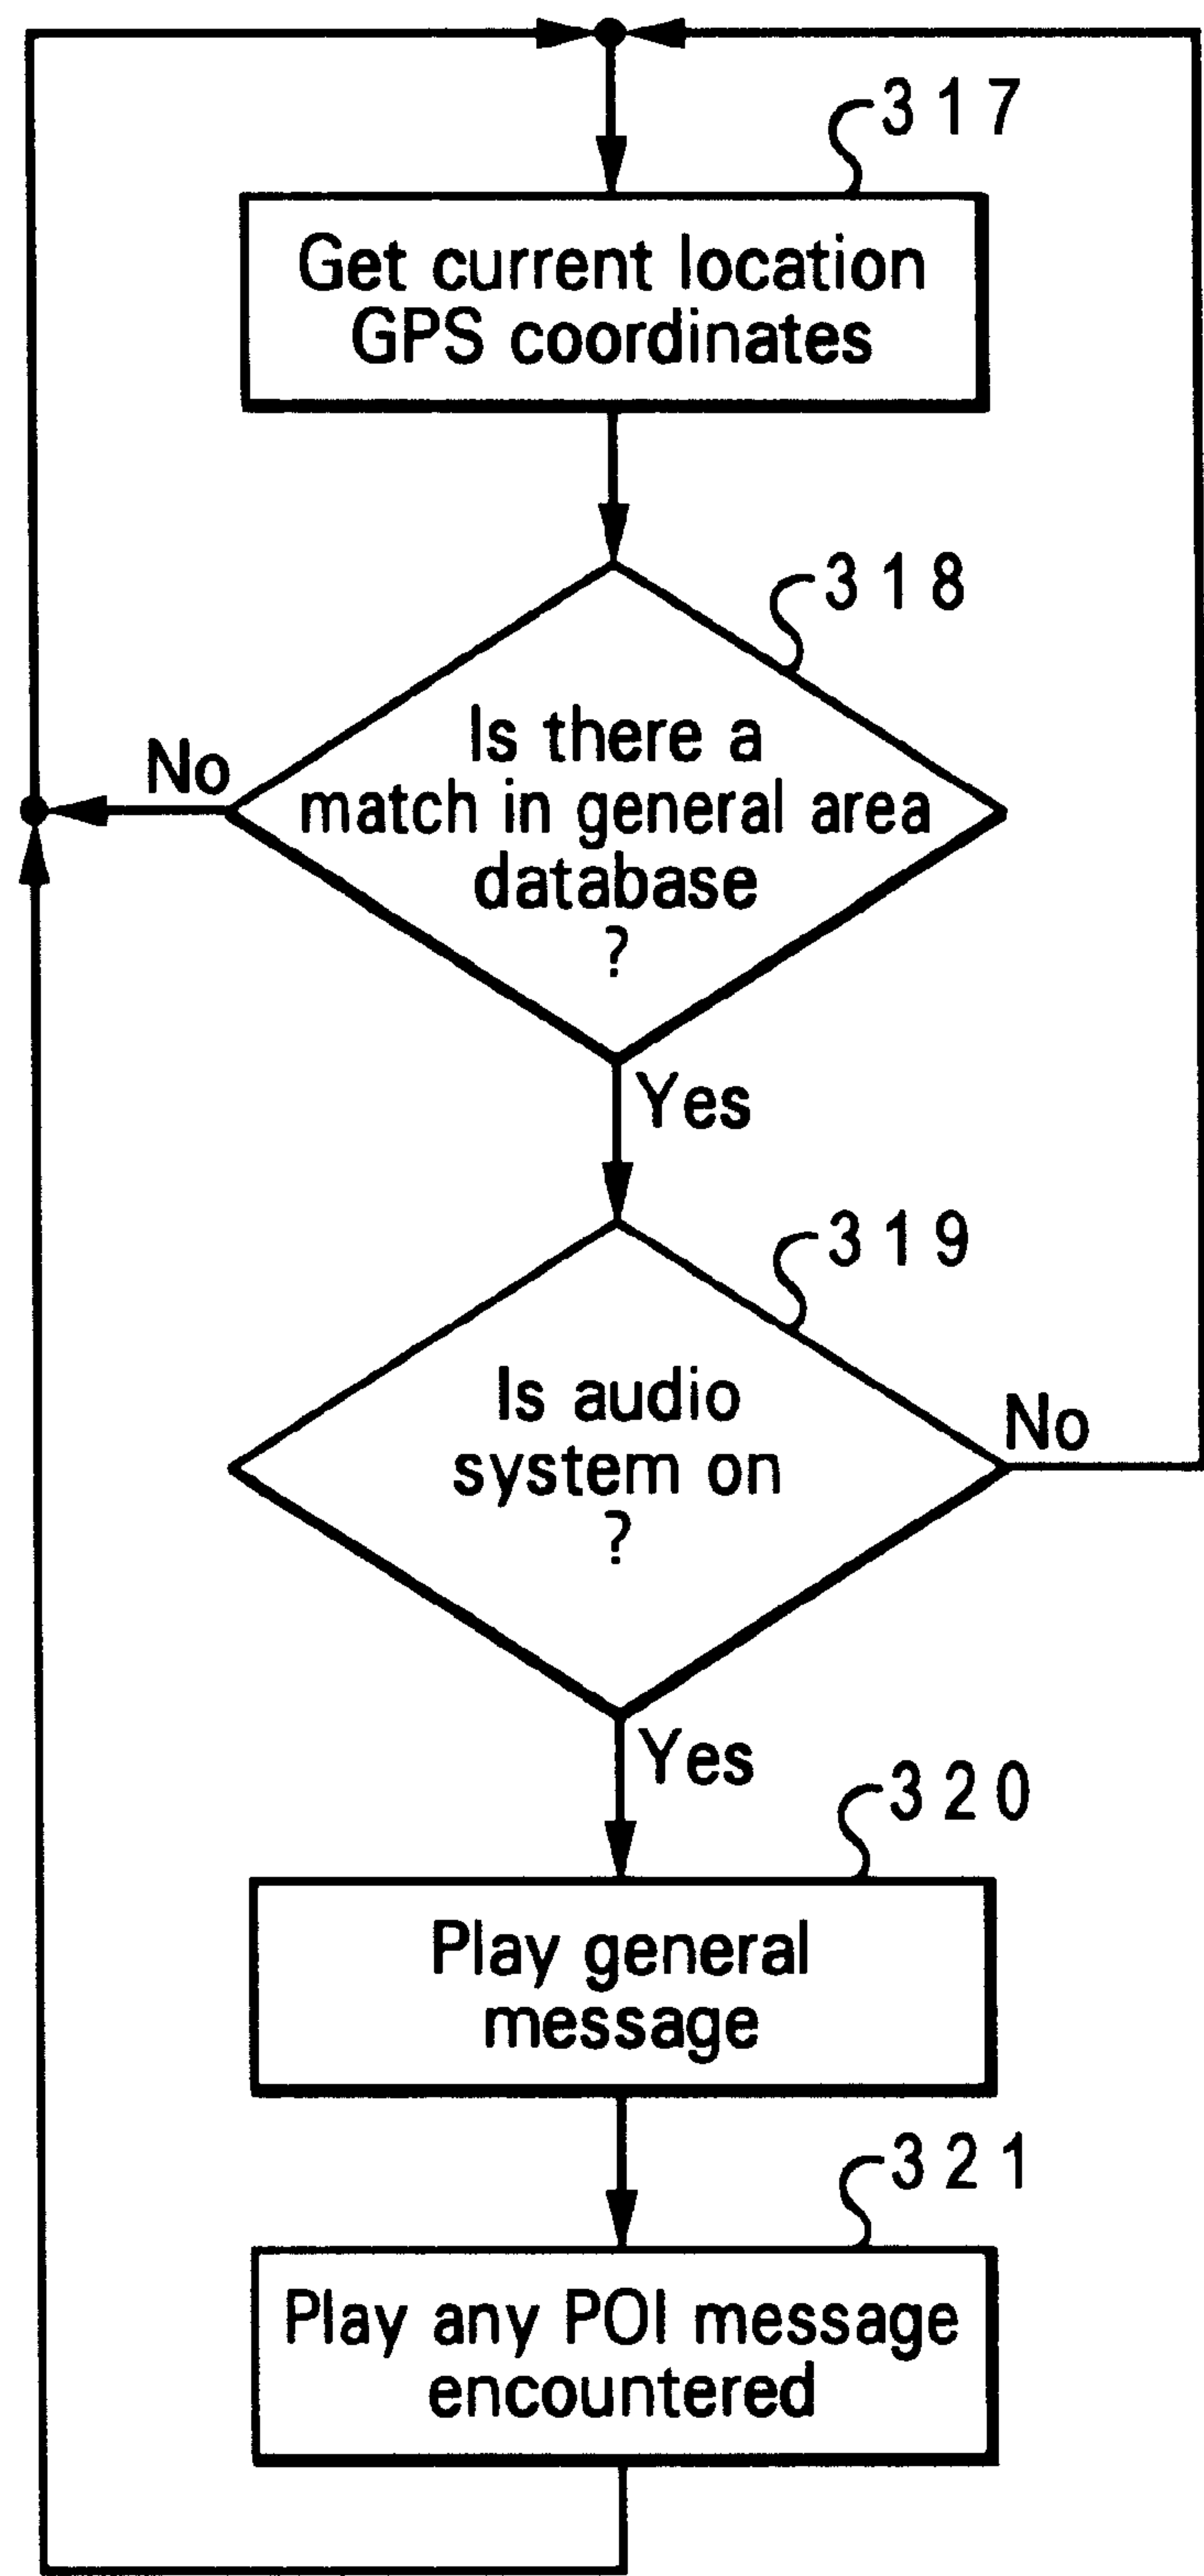 317
Get current location
GPS coordinates
318
Is there a
match in general area
database
?
No
Yes
319
Is audio
system on
?
No
Yes
320
Play general
message
321
Play any POI message
encountered